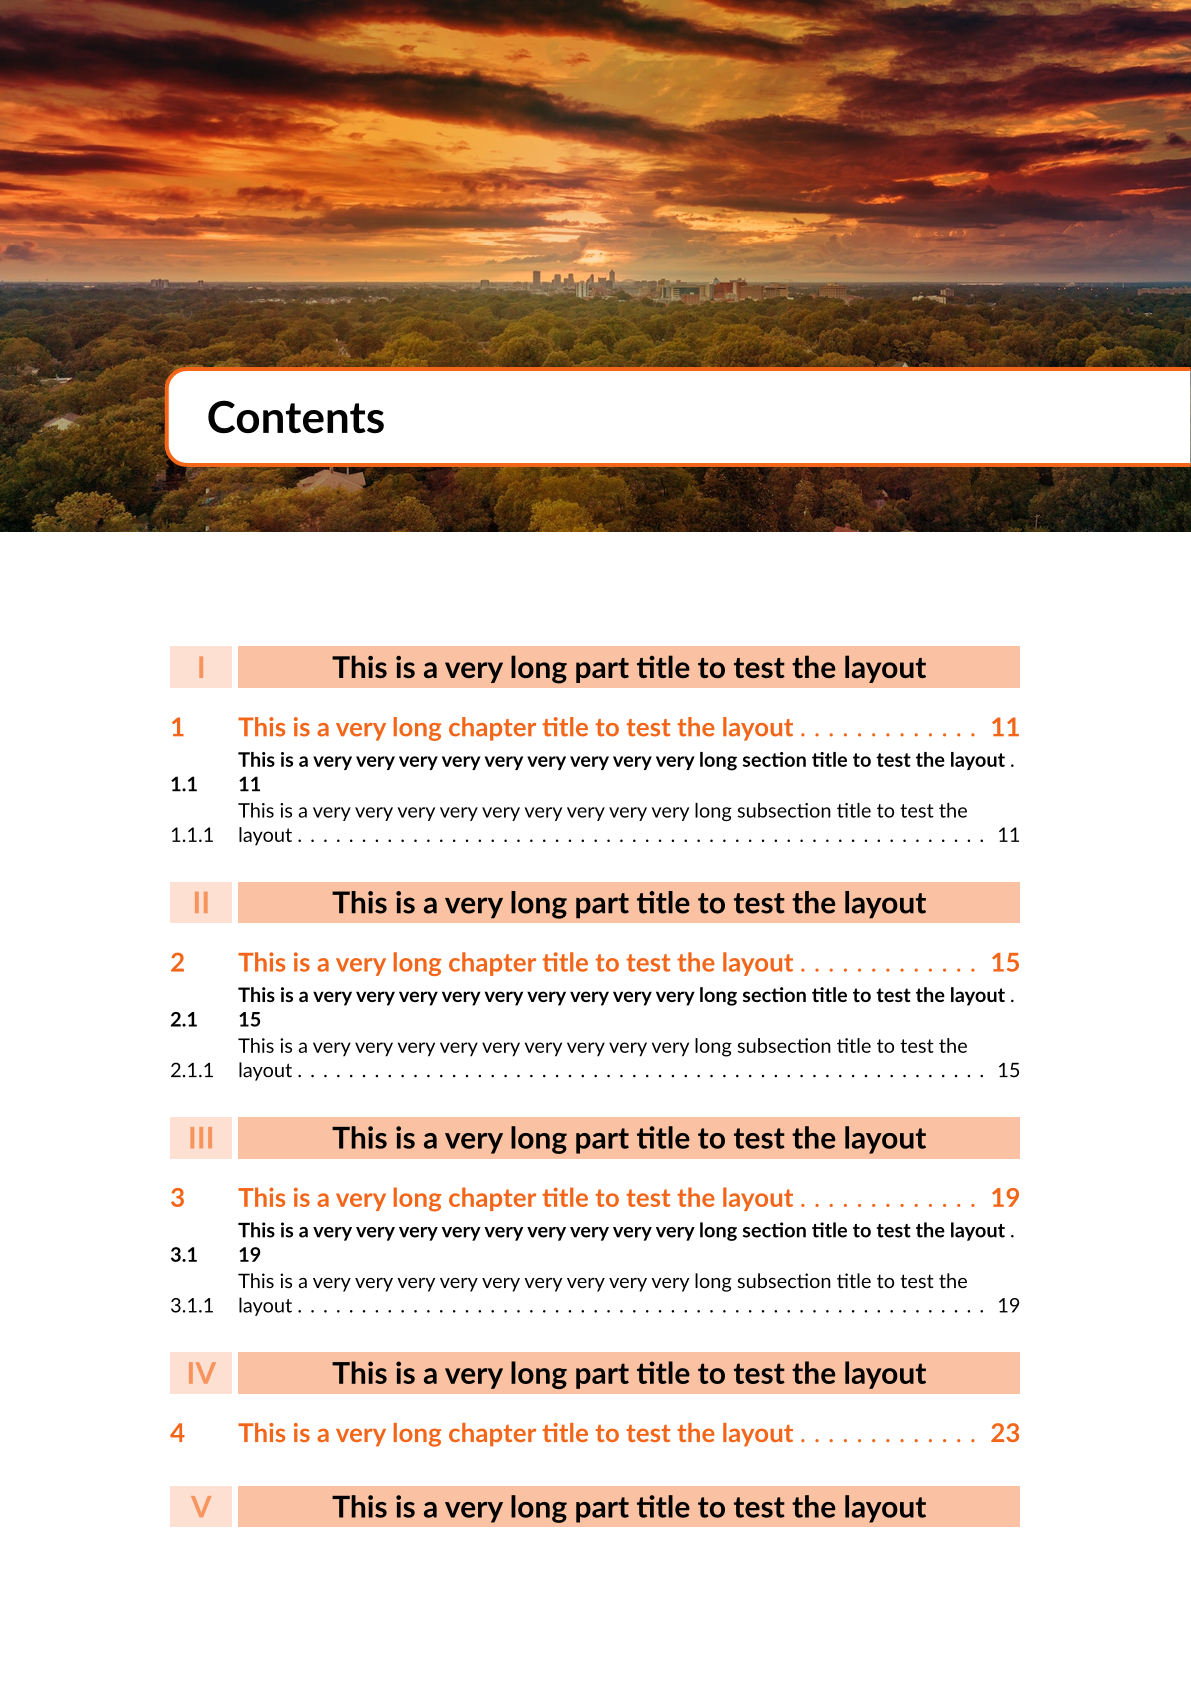 Contents
I This is a very long part title to test the layout
1 This is a very long chapter title to test the layout . . . . . . . . . . . . . 11
This is a very very very very very very very very very long section title to test the layout .
1.1 11
This is a very very very very very very very very very long subsection title to test the
1.1.1 layout . . . . . . . . . . . . . . . . . . . . . . . . . . . . . . . . . . . . . . . . . . . . . . . . . . . . . . 11
II This is a very long part title to test the layout
2 This is a very long chapter title to test the layout . . . . . . . . . . . . . 15
This is a very very very very very very very very very long section title to test the layout .
2.1 15
This is a very very very very very very very very very long subsection title to test the
2.1.1 layout . . . . . . . . . . . . . . . . . . . . . . . . . . . . . . . . . . . . . . . . . . . . . . . . . . . . . . 15
III This is a very long part title to test the layout
3 This is a very long chapter title to test the layout . . . . . . . . . . . . . 19
This is a very very very very very very very very very long section title to test the layout .
3.1 19
This is a very very very very very very very very very long subsection title to test the
3.1.1 layout . . . . . . . . . . . . . . . . . . . . . . . . . . . . . . . . . . . . . . . . . . . . . . . . . . . . . . 19
IV This is a very long part title to test the layout
4 This is a very long chapter title to test the layout . . . . . . . . . . . . . 23
V This is a very long part title to test the layout